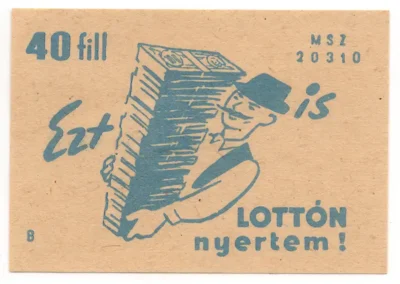 40 fill
MSZ
20310
Ezt is
LOTTÓN
nyertem!
B